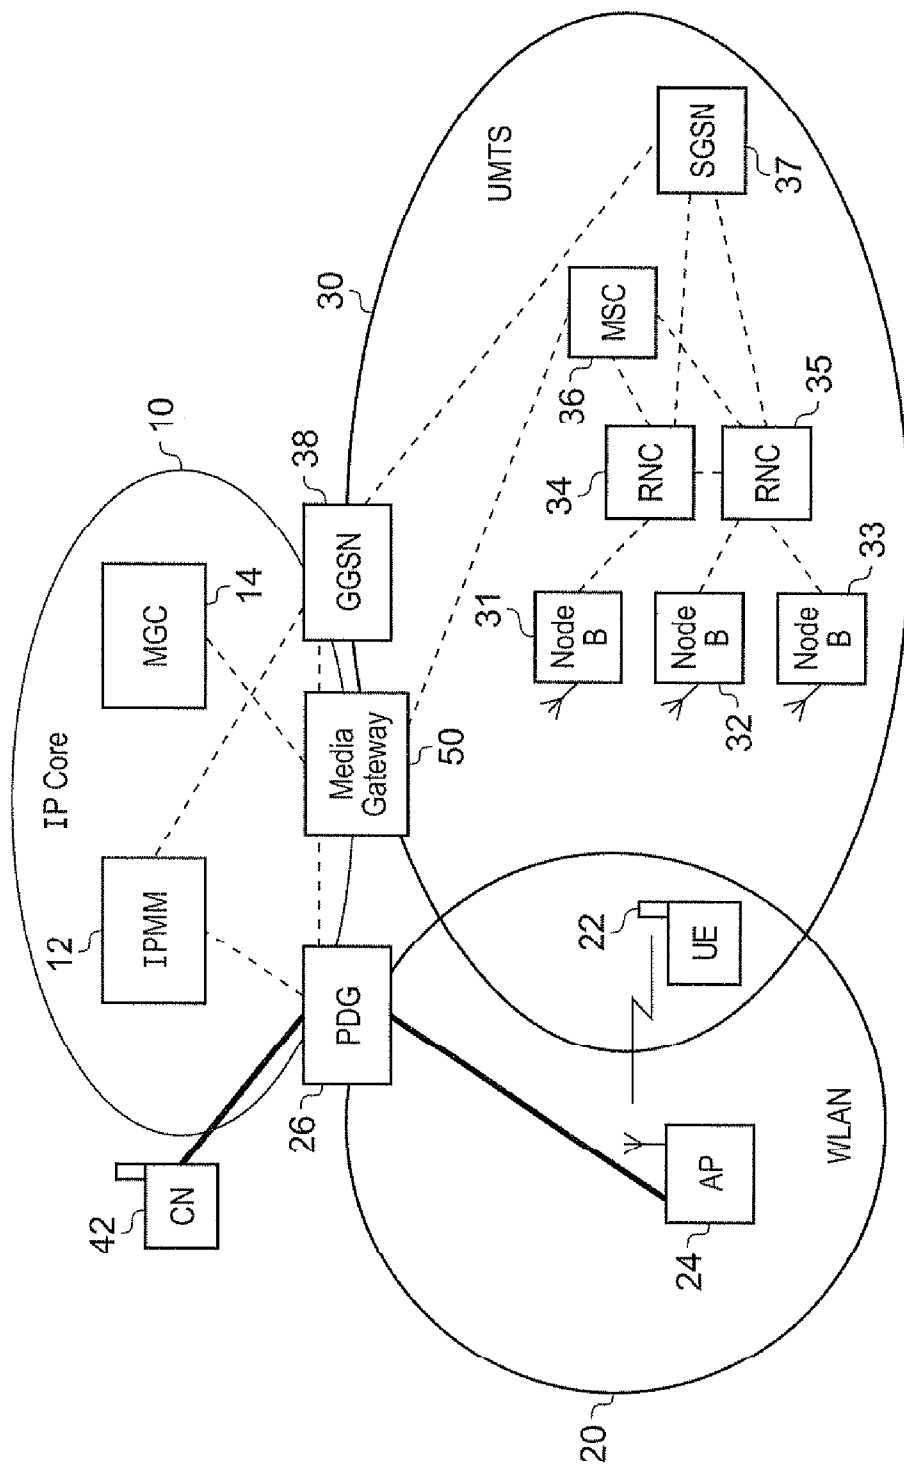 10
IP Core
12
IPMM
MGC
14
42
CN
26
PDG
Media
Gateway
50
GGSN
38
30
UMTS
20
WLAN
24
AP
22
UE
31
Node
B
Node
B
32
Node
B
33
34
RNC
RNC
35
36
MSC
SGSN
37